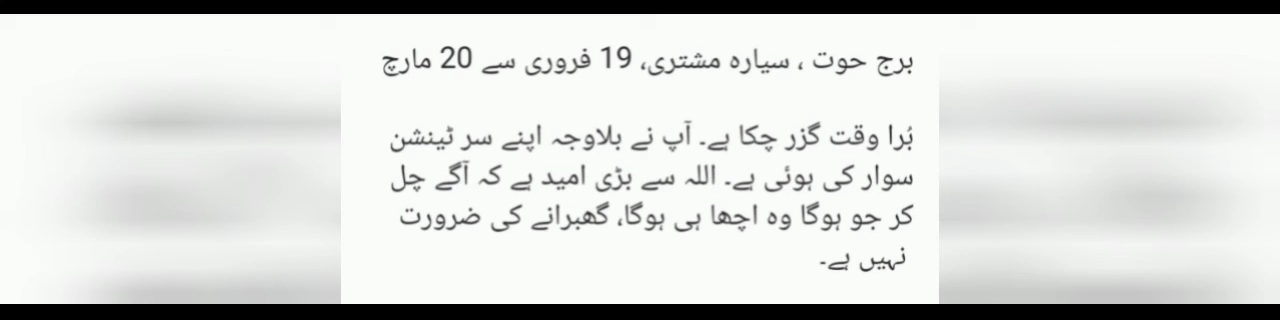 برج حوت ، سیارہ مشتری، 19 فروری سے 20 مارچ
بُرا وقت گزر چکا ہے۔ آپ نے بلاوجہ اپنے سر ٹینشن
سوار کی ہوئی ہے۔ اللہ سے بڑی امید ہے کہ آگے چل
کر جو ہوگا وہ اچھا ہی ہوگا، گھبرانے کی ضرورت
نہیں ہے۔